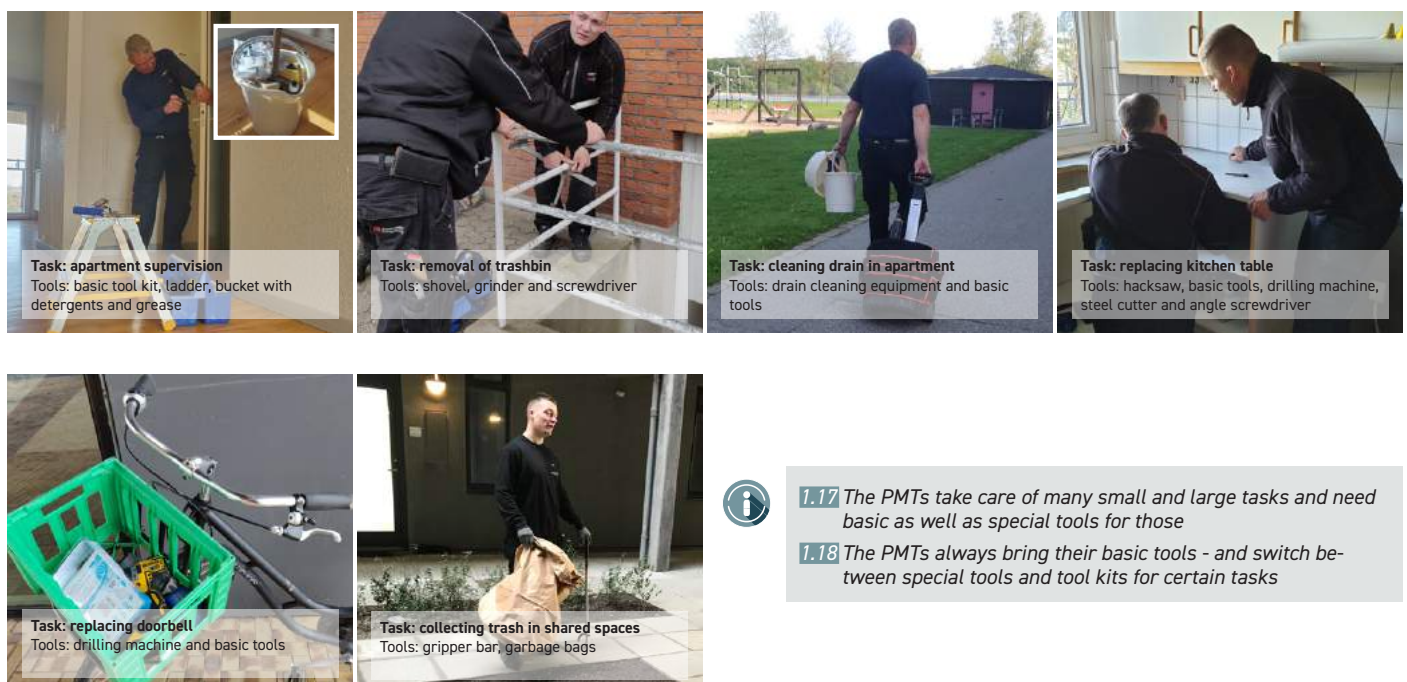 Task: apartment supervision
Tools: basic tool kit, ladder, bucket with
detergents and grease
Task: removal of trashbin
Tools: shovel, grinder and screwdriver
Task: cleaning drain in apartment
Tools: drain cleaning equipment and basic
tools
Task: replacing kitchen table
Tools: hacksaw, basic tools, drilling machine,
steel cutter and angle screwdriver
Task: replacing doorbell
Tools: drilling machine and basic tools
Task: collecting trash in shared spaces
Tools: gripper bar, garbage bags
1.17 The PMTs take care of many small and large tasks and need
basic as well as special tools for those
1.18 The PMTs always bring their basic tools - and switch be-
tween special tools and tool kits for certain tasks